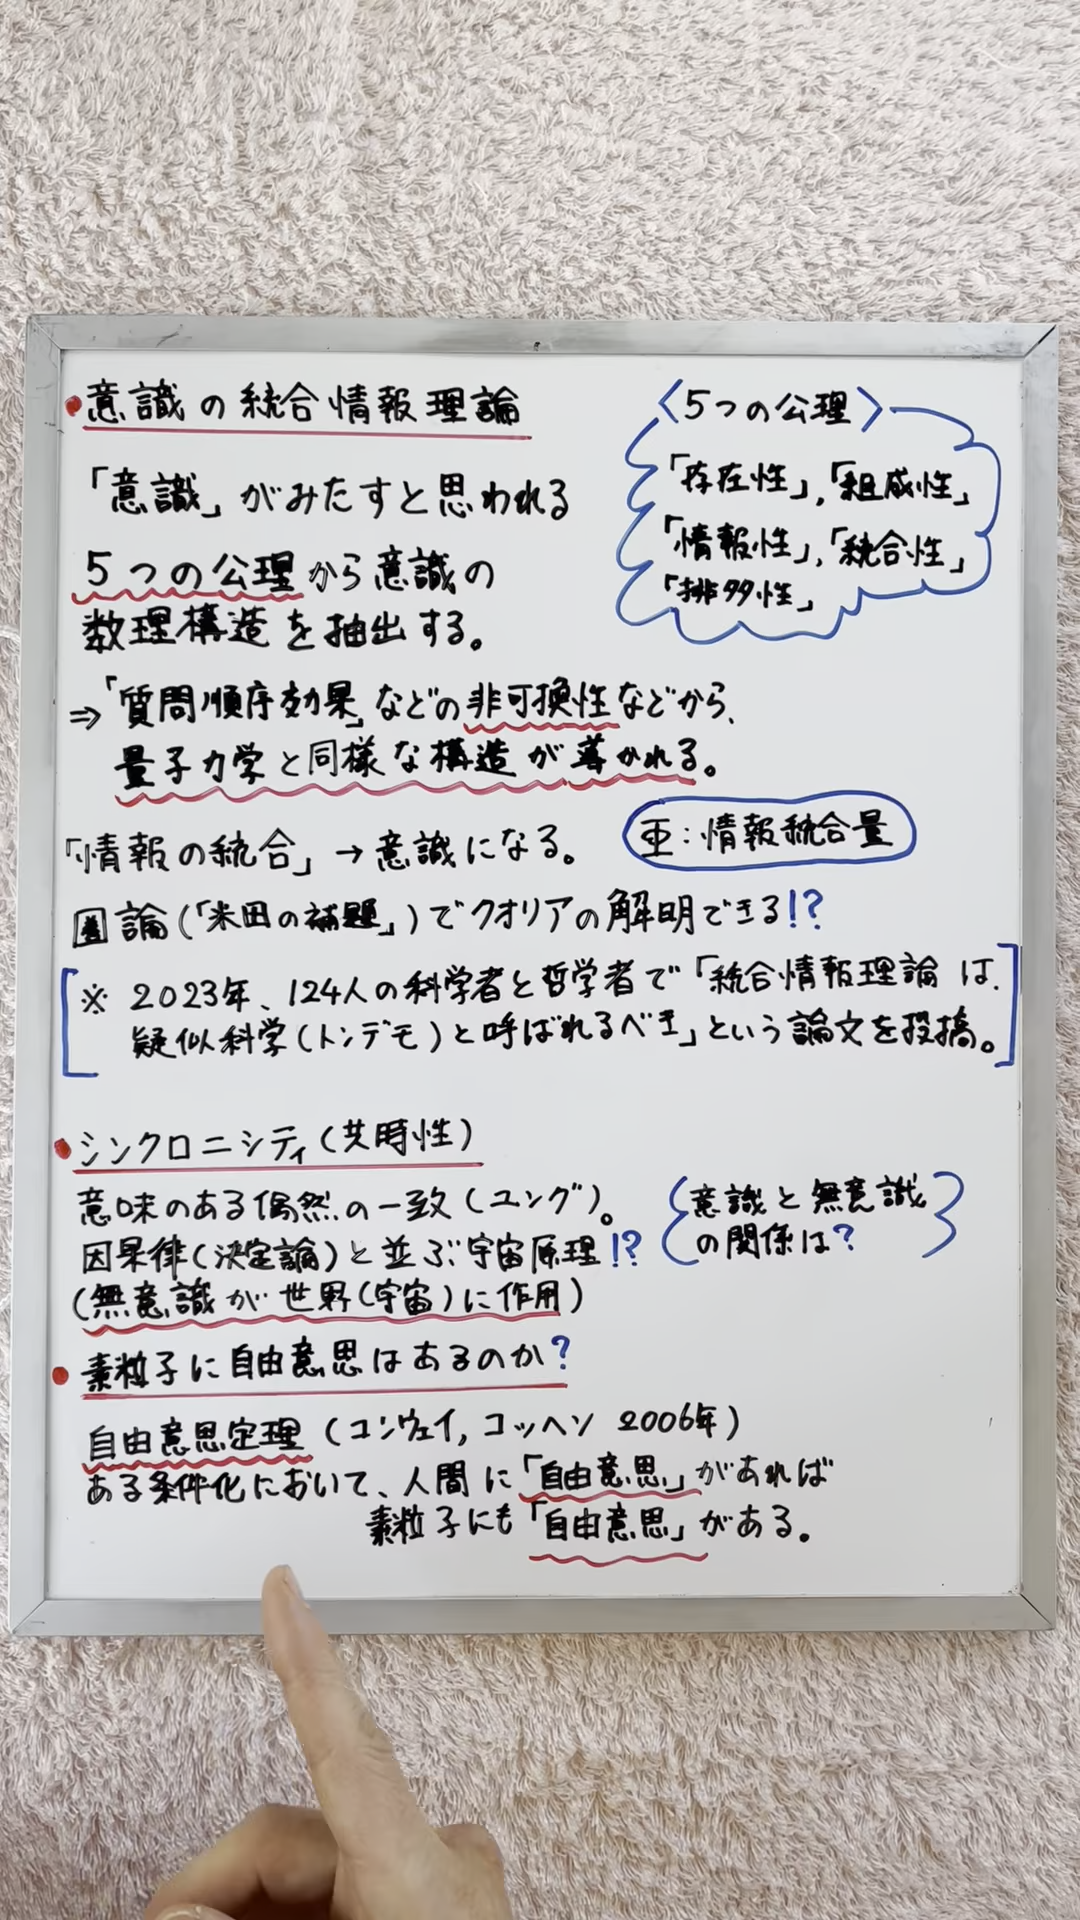 ・意識の統合情報理論
「意識」がみたすと思われる
5つの公理から意識の
数理構造を抽出する。
〈5つの公理〉
「存在性」,「組成性」
「情報性」,「統合性」
「排他性」
⇒「質問順序効果」などの非可換性などから、
量子力学と同様な構造が導かれる。
「情報の統合」→意識になる。
重:情報統合量
圏論(「米田の補題」)でクオリアの解明できる!?
※ 2023年、124人の科学者と哲学者で「統合情報理論は、
疑似科学(トンデモ)と呼ばれるべき」という論文を投稿。
・シンクロニシティ(共時性)
意味のある偶然の一致(ユング)。
因果律(決定論)と並ぶ宇宙原理!?
(無意識が世界(宇宙)に作用)
意識と無意識
の関係は?
・素粒子に自由意思はあるのか?
自由意思定理(コンウェイ, コッヘン 2006年)
ある条件化において、人間に「自由意思」があれば
素粒子にも「自由意思」がある。